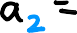 a₂ =